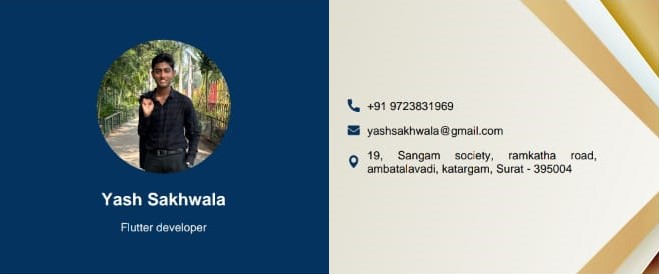 Yash Sakhwala
Flutter developer
+91 9723831969
yashsakhwala@gmail.com
19, Sangam society, ramkatha road,
ambatalavadi, katargam, Surat - 395004